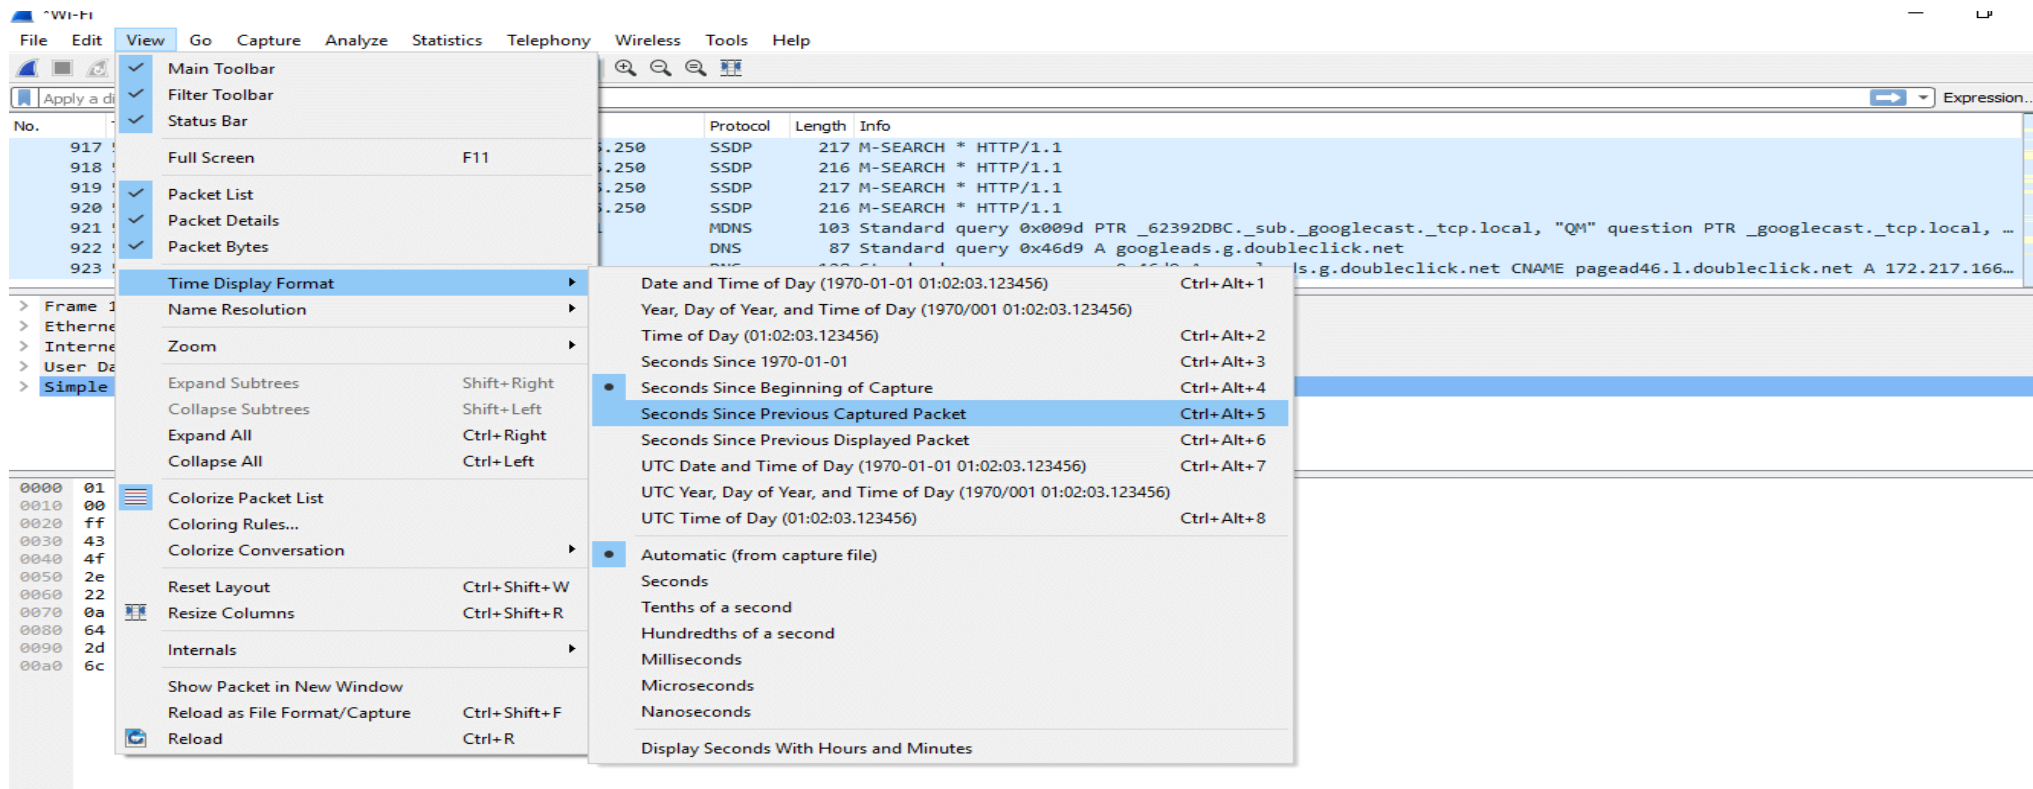 *Wi-Fi
File Edit View Go Capture Analyze Statistics Telephony Wireless Tools Help
Apply a di
Expression...
No. Protocol Length Info
917 .250 SSDP 217 M-SEARCH * HTTP/1.1
918 .250 SSDP 216 M-SEARCH * HTTP/1.1
919 .250 SSDP 217 M-SEARCH * HTTP/1.1
920 .250 SSDP 216 M-SEARCH * HTTP/1.1
921 MDNS 103 Standard query 0x009d PTR _62392DBC._sub._googlecast._tcp.local, "QM" question PTR _googlecast._tcp.local, …
922 DNS 87 Standard query 0x46d9 A googleads.g.doubleclick.net
923 ds.g.doubleclick.net CNAME pagead46.l.doubleclick.net A 172.217.166…
Frame 1
Etherne
Interne
User Da
Simple
0000 01
0010 00
0020 ff
0030 43
0040 4f
0050 2e
0060 22
0070 0a
0080 64
0090 2d
00a0 6c
Main Toolbar
Filter Toolbar
Status Bar
Full Screen F11
Packet List
Packet Details
Packet Bytes
Time Display Format
Name Resolution
Zoom
Expand Subtrees Shift+Right
Collapse Subtrees Shift+Left
Expand All Ctrl+Right
Collapse All Ctrl+Left
Colorize Packet List
Coloring Rules...
Colorize Conversation
Reset Layout Ctrl+Shift+W
Resize Columns Ctrl+Shift+R
Internals
Show Packet in New Window
Reload as File Format/Capture Ctrl+Shift+F
Reload Ctrl+R
Date and Time of Day (1970-01-01 01:02:03.123456) Ctrl+Alt+1
Year, Day of Year, and Time of Day (1970/001 01:02:03.123456)
Time of Day (01:02:03.123456) Ctrl+Alt+2
Seconds Since 1970-01-01 Ctrl+Alt+3
Seconds Since Beginning of Capture Ctrl+Alt+4
Seconds Since Previous Captured Packet Ctrl+Alt+5
Seconds Since Previous Displayed Packet Ctrl+Alt+6
UTC Date and Time of Day (1970-01-01 01:02:03.123456) Ctrl+Alt+7
UTC Year, Day of Year, and Time of Day (1970/001 01:02:03.123456)
UTC Time of Day (01:02:03.123456) Ctrl+Alt+8
Automatic (from capture file)
Seconds
Tenths of a second
Hundredths of a second
Milliseconds
Microseconds
Nanoseconds
Display Seconds With Hours and Minutes